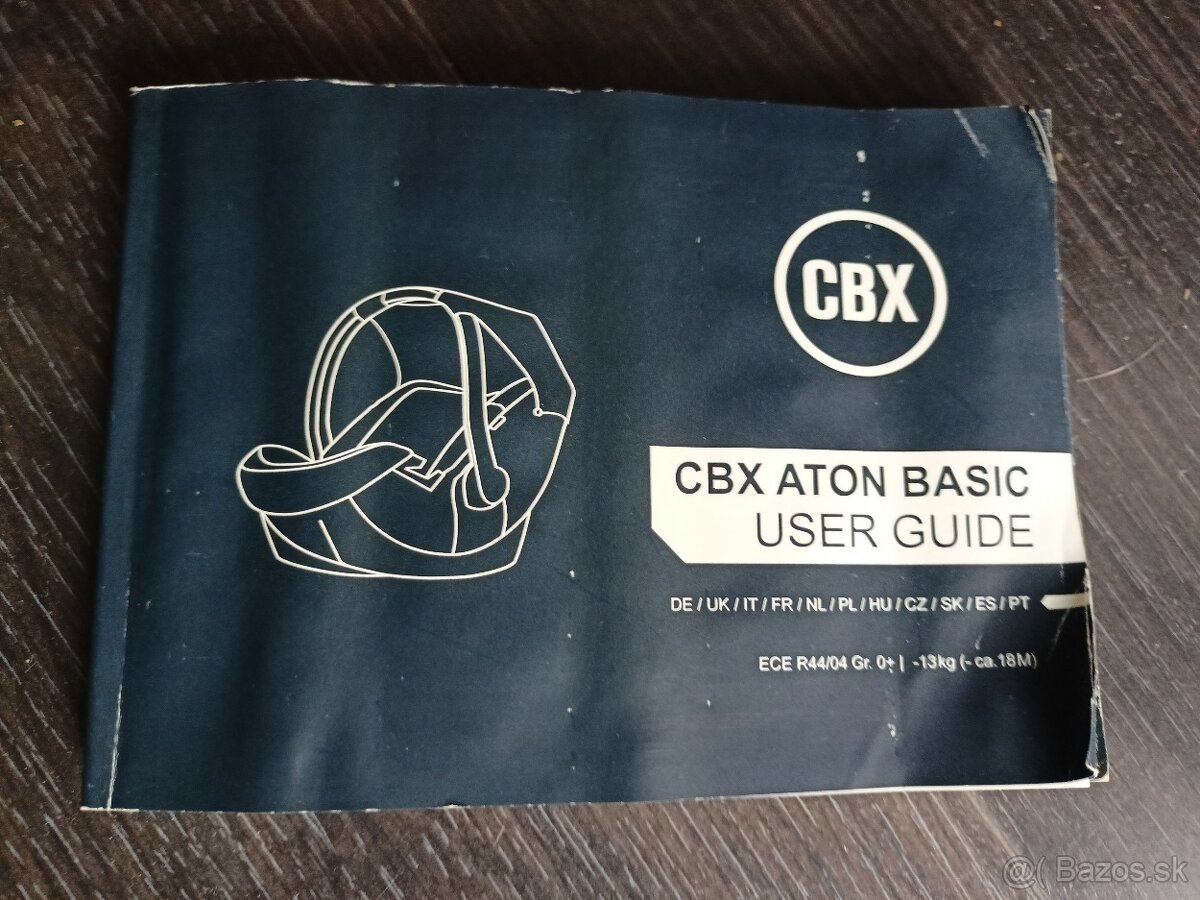 CBX
CBX ATON BASIC
USER GUIDE
DE / UK / IT / FR / NL / PL / HU / CZ / SK / ES / PT
ECE R44/04 Gr. 0+ | -13kg (- ca.18M)
@( Bazos.sk